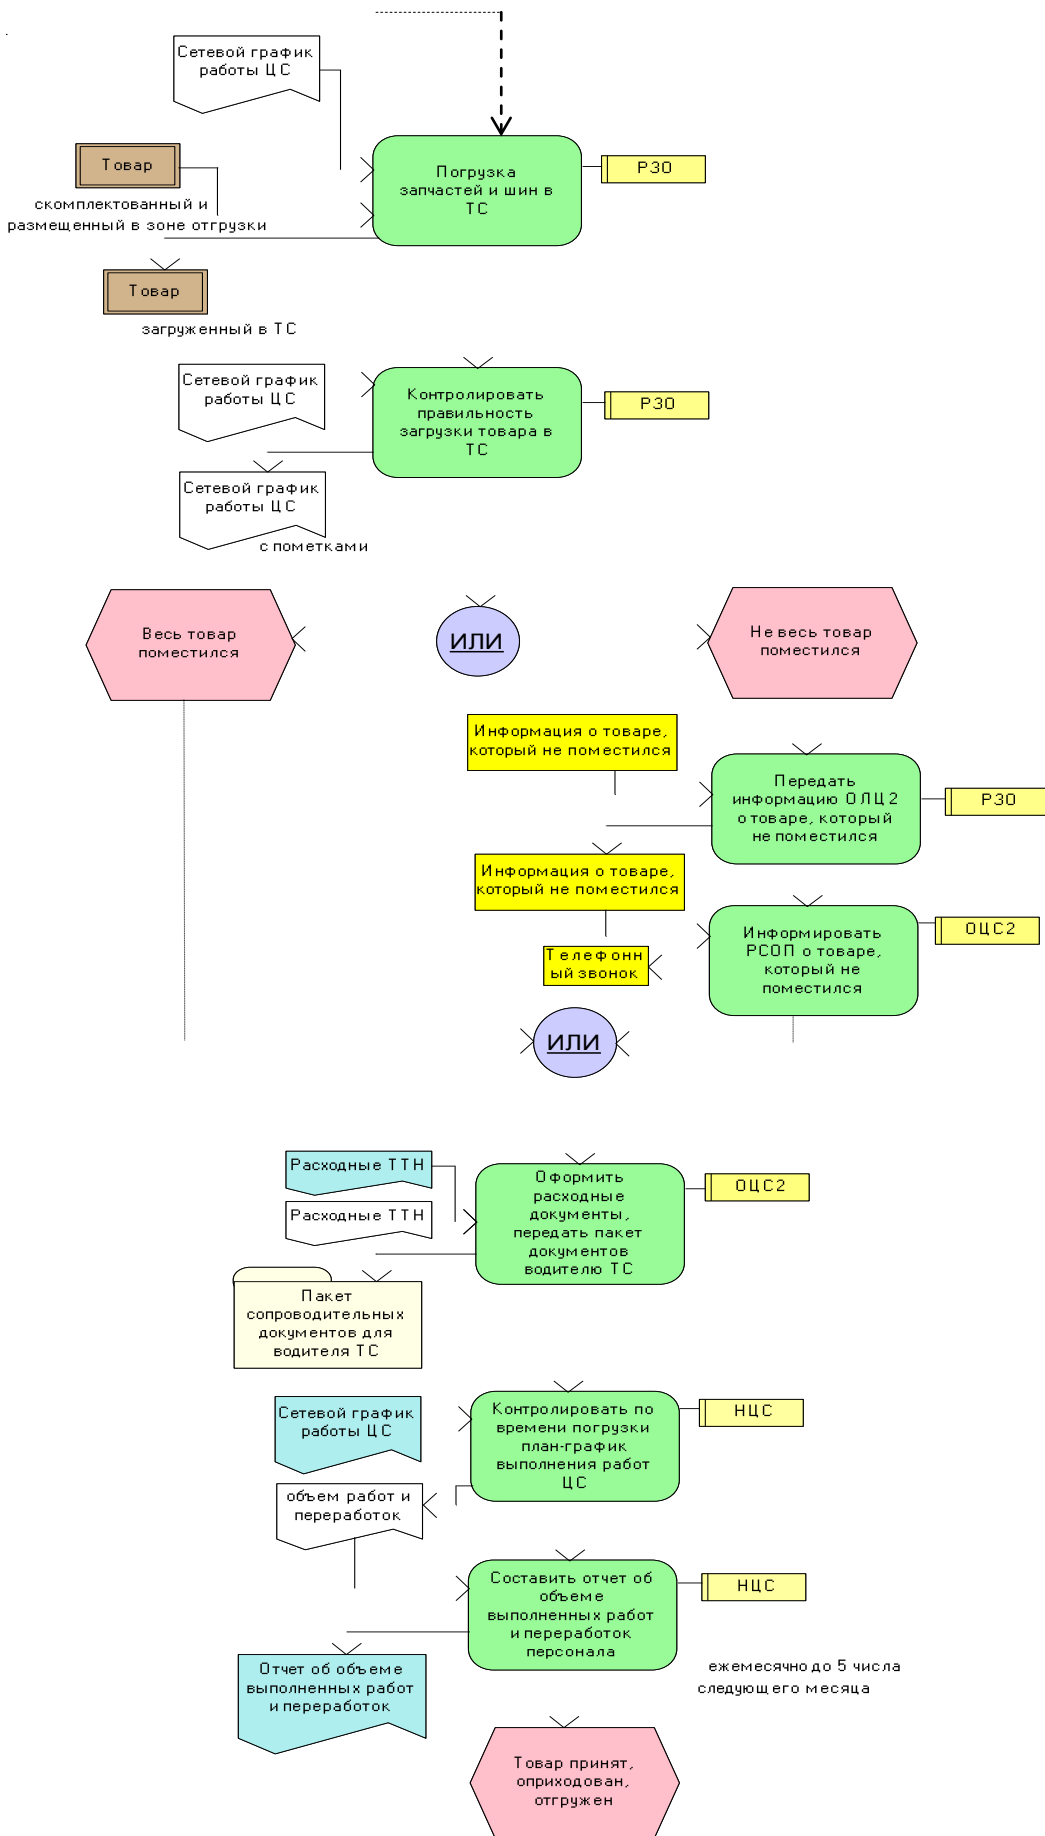 Сетевой график
работы ЦС
Товар
скомплектованный и
размещенный в зоне отгрузки
Погрузка
запчастей и шин в
ТС
РЗО
Товар
загруженный в ТС
Сетевой график
работы ЦС
Контролировать
правильность
загрузки товара в
ТС
РЗО
Сетевой график
работы ЦС
с пометками
Весь товар
поместился
ИЛИ
Не весь товар
поместился
Информация о товаре,
который не поместился
Передать
информацию ОЛЦ2
о товаре, который
не поместился
РЗО
Информация о товаре,
который не поместился
Информировать
РСОП о товаре,
который не
поместился
ОЦС2
Телефонн
ый звонок
ИЛИ
Расходные ТТН
Расходные ТТН
Оформить
расходные
документы,
передать пакет
документов
водителю ТС
ОЦС2
Пакет
сопроводительных
документов для
водителя ТС
Сетевой график
работы ЦС
Контролировать по
времени погрузки
план-график
выполнения работ
ЦС
НЦС
объем работ и
переработок
Составить отчет об
объеме
выполненных работ
и переработок
персонала
НЦС
Отчет об объеме
выполненных работ
и переработок
ежемесячно до 5 числа
следующего месяца
Товар принят,
оприходован,
отгружен